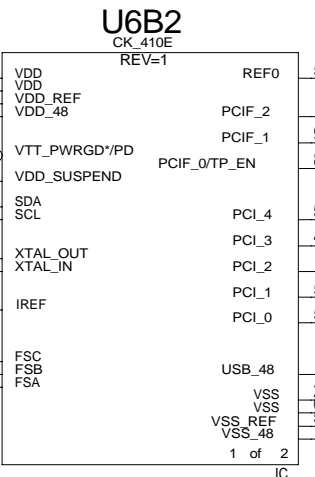 U6B2
CK_410E
REV=1
VDD REF0
VDD
VDD_REF
VDD_48 PCIF_2
PCIF_1
VTT_PWRGD*/PD
PCIF_0/TP_EN
VDD_SUSPEND
SDA
SCL PCI_4
PCI_3
XTAL_OUT
XTAL_IN PCI_2
PCI_1
IREF
PCI_0
FSC
FSB USB_48
FSA
VSS
VSS
VSS_REF
VSS_48
1 of 2
IC